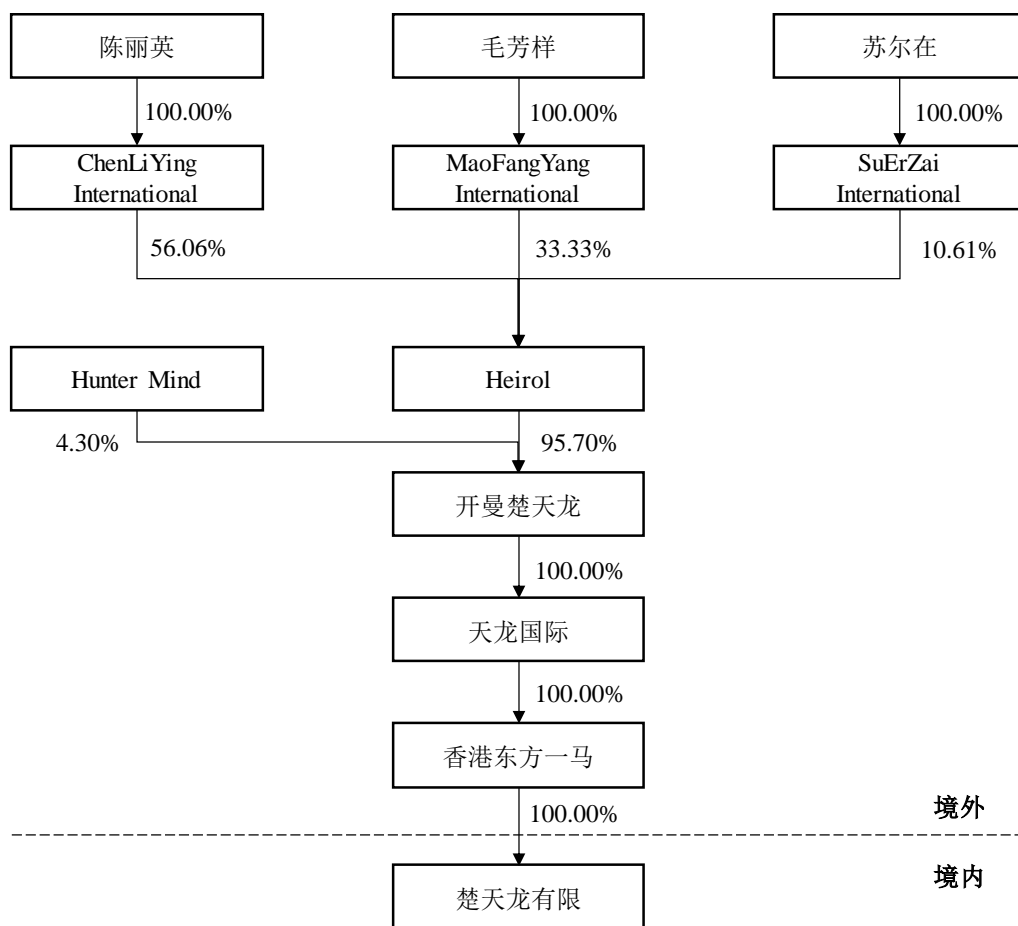 陈丽英
毛芳样
苏尔在
100.00%
100.00%
100.00%
ChenLiYing
International
MaoFangYang
International
SuErZai
International
56.06%
33.33%
10.61%
Hunter Mind
Heirol
4.30%
95.70%
开曼楚天龙
100.00%
天龙国际
100.00%
香港东方一马
境外
100.00%
境内
楚天龙有限